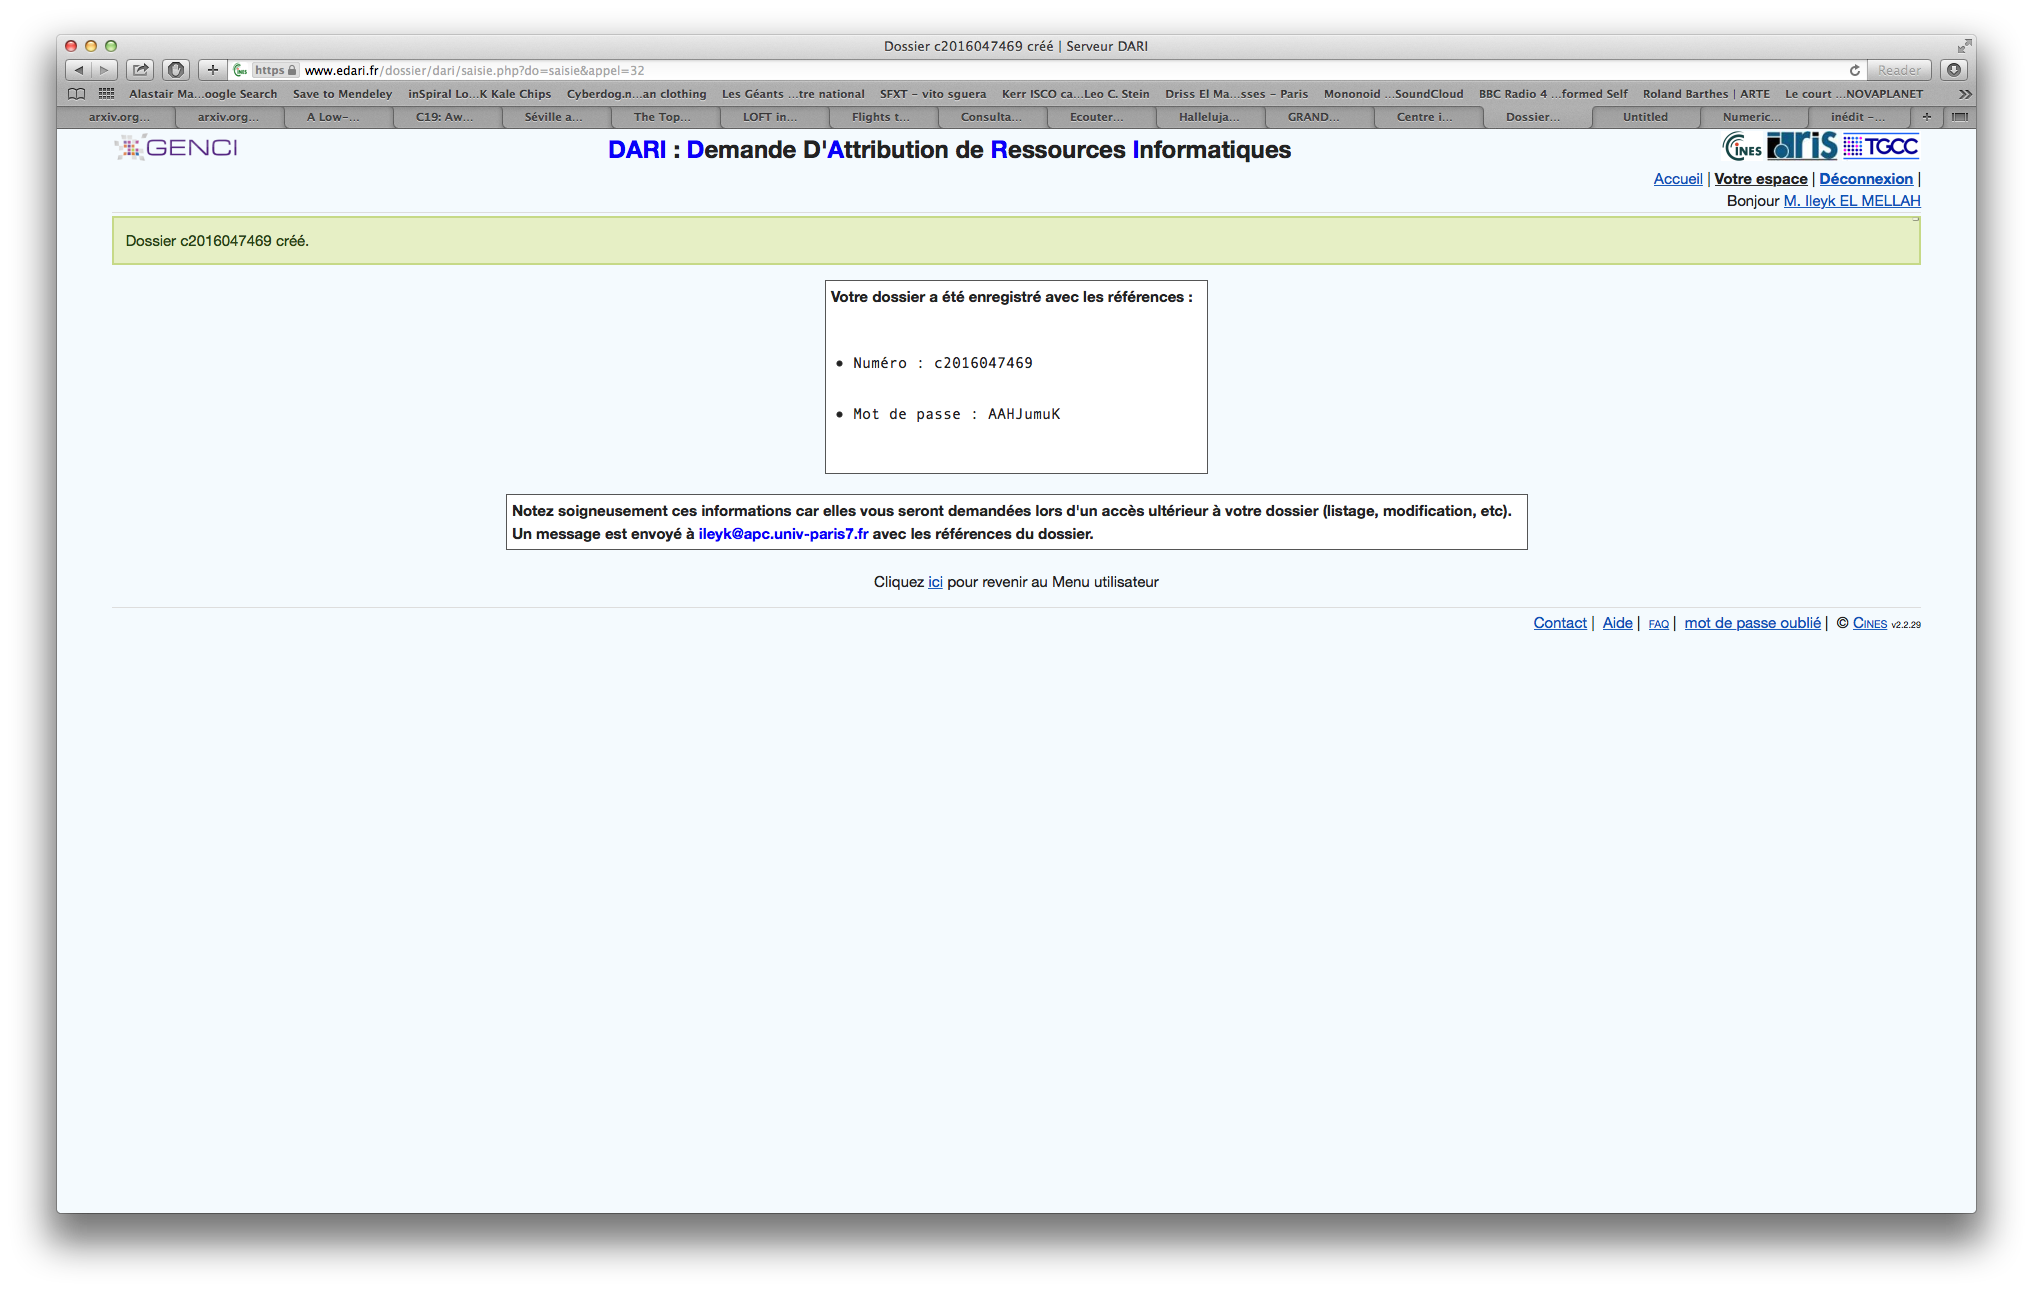 Dossier c2016047469 créé | Serveur DARI
https www.edari.fr/dossier/dari/saisie.php?do=saisie&appel=32 Reader
Alastair Ma...oogle Search Save to Mendeley inSpiral Lo...K Kale Chips Cyberdog.n...an clothing Les Géants ...tre national SFXT - vito sguera Kerr ISCO ca...Leo C. Stein Driss El Ma...sses - Paris Mononoid ...SoundCloud BBC Radio 4 ...formed Self Roland Barthes | ARTE Le court ...NOVAPLANET
arxiv.org... arxiv.org... A Low-... C19: Aw... Séville a... The Top... LOFT in... Flights t... Consulta... Ecouter... Halleluja... GRAND... Centre i... Dossier... Untitled Numeric... inédit -...
GENCI DARI : Demande D'Attribution de Ressources Informatiques CINES idris TGCC
Accueil | Votre espace | Déconnexion |
Bonjour M. Ileyk EL MELLAH
Dossier c2016047469 créé.
Votre dossier a été enregistré avec les références :
• Numéro : c2016047469
• Mot de passe : AAHJumuK
Notez soigneusement ces informations car elles vous seront demandées lors d'un accès ultérieur à votre dossier (listage, modification, etc).
Un message est envoyé à ileyk@apc.univ-paris7.fr avec les références du dossier.
Cliquez ici pour revenir au Menu utilisateur
Contact | Aide | FAQ | mot de passe oublié | © CINES v2.2.29